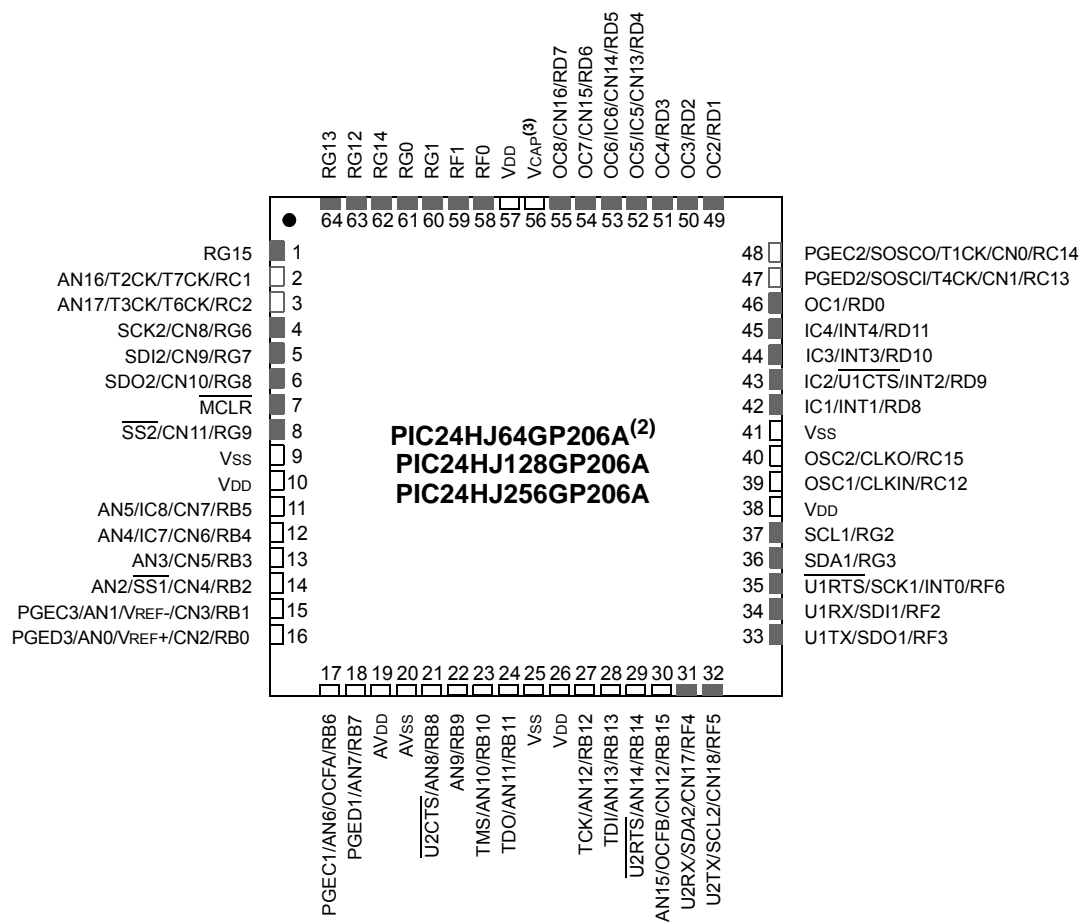 RG13
RG12
RG14
RG0
RG1
RF1
RF0
VDD
VCAP(3)
OC8/CN16/RD7
OC7/CN15/RD6
OC6/IC6/CN14/RD5
OC5/IC5/CN13/RD4
OC4/RD3
OC3/RD2
OC2/RD1
64 63 62 61 60 59 58 57 56 55 54 53 52 51 50 49
RG15 1
AN16/T2CK/T7CK/RC1 2
AN17/T3CK/T6CK/RC2 3
SCK2/CN8/RG6 4
SDI2/CN9/RG7 5
SDO2/CN10/RG8 6
MCLR 7
SS2/CN11/RG9 8
VSS 9
VDD 10
AN5/IC8/CN7/RB5 11
AN4/IC7/CN6/RB4 12
AN3/CN5/RB3 13
AN2/SS1/CN4/RB2 14
PGEC3/AN1/VREF-/CN3/RB1 15
PGED3/AN0/VREF+/CN2/RB0 16
PIC24HJ64GP206A(2)
PIC24HJ128GP206A
PIC24HJ256GP206A
48 PGEC2/SOSCO/T1CK/CN0/RC14
47 PGED2/SOSCI/T4CK/CN1/RC13
46 OC1/RD0
45 IC4/INT4/RD11
44 IC3/INT3/RD10
43 IC2/U1CTS/INT2/RD9
42 IC1/INT1/RD8
41 VSS
40 OSC2/CLKO/RC15
39 OSC1/CLKIN/RC12
38 VDD
37 SCL1/RG2
36 SDA1/RG3
35 U1RTS/SCK1/INT0/RF6
34 U1RX/SDI1/RF2
33 U1TX/SDO1/RF3
17 18 19 20 21 22 23 24 25 26 27 28 29 30 31 32
PGEC1/AN6/OCFA/RB6
PGED1/AN7/RB7
AVDD
AVSS
U2CTS/AN8/RB8
AN9/RB9
TMS/AN10/RB10
TDO/AN11/RB11
VSS
VDD
TCK/AN12/RB12
TDI/AN13/RB13
U2RTS/AN14/RB14
AN15/OCFB/CN12/RB15
U2RX/SDA2/CN17/RF4
U2TX/SCL2/CN18/RF5